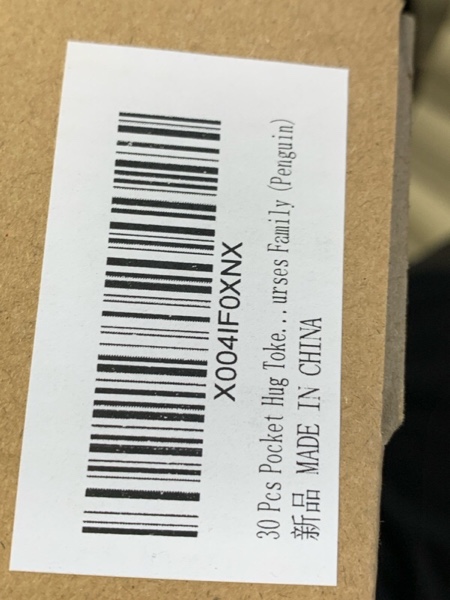 X004IF0XNX
30 Pcs Pocket Hug Toke...urses Family (Penguin)
新品 MADE IN CHINA